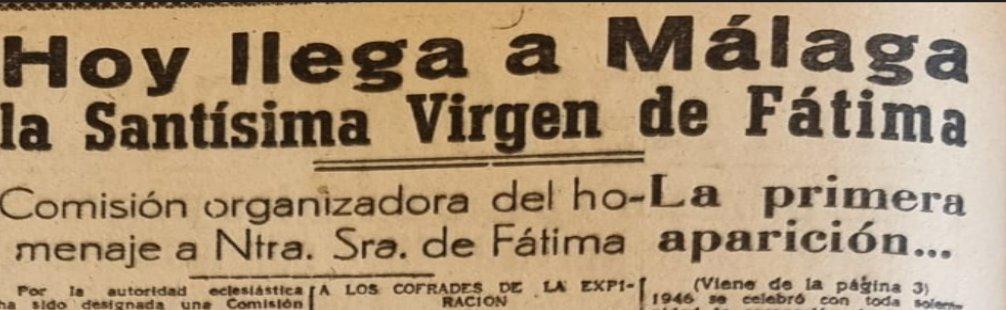 Hoy llega a Málaga
la Santísima Virgen de Fátima
Comisión organizadora del ho-
menaje a Ntra. Sra. de Fátima
La primera
aparición...
Por la autoridad eclesiástica
ha sido designada una Comisión
A LOS COFRADES DE LA EXPI-
RACION
(Viene de la página 3)
1946 se celebró con toda solem-